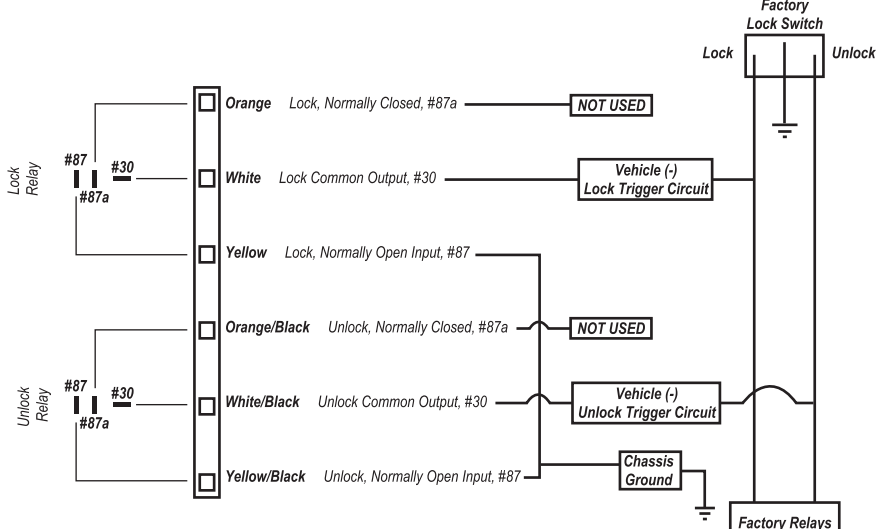 Factory
Lock Switch
Lock
Unlock
Orange Lock, Normally Closed, #87a
NOT USED
#87
#30
#87a
Lock
Relay
White Lock Common Output, #30
Vehicle (-)
Lock Trigger Circuit
Yellow Lock, Normally Open Input, #87
Orange/Black Unlock, Normally Closed, #87a
NOT USED
#87
#30
#87a
Unlock
Relay
White/Black Unlock Common Output, #30
Vehicle (-)
Unlock Trigger Circuit
Yellow/Black Unlock, Normally Open Input, #87
Chassis
Ground
Factory Relays